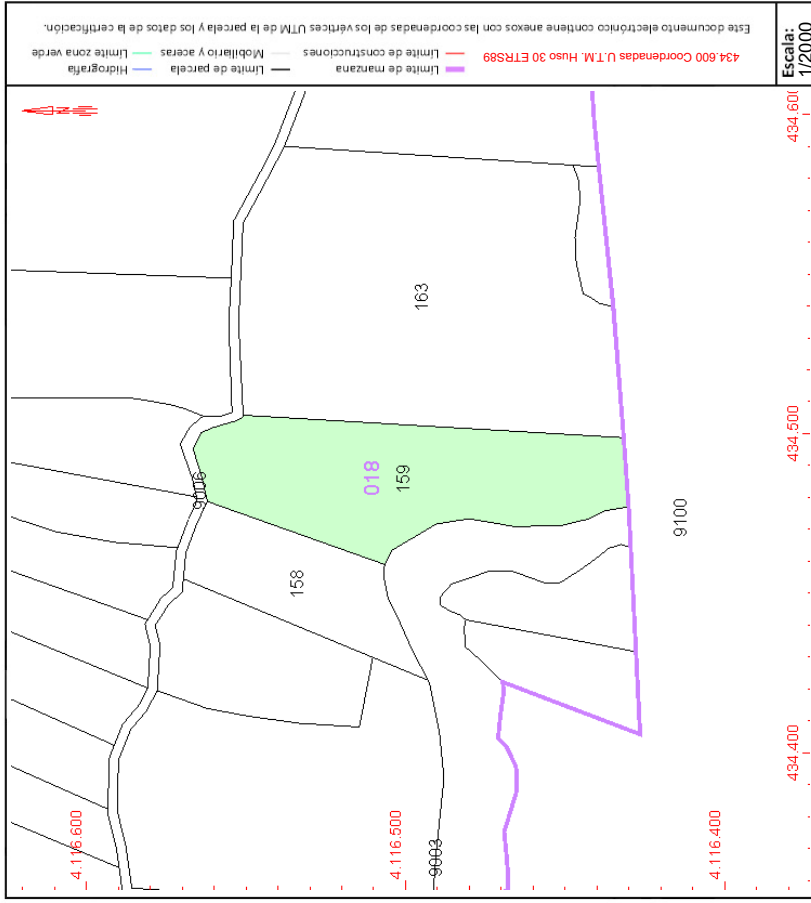 Este documento electrónico contiene anexos con las coordenadas de los vértices UTM de la parcela y los datos de la certificación.
434.600 Coordenadas U.T.M. Huso 30 ETRS89
Límite de manzana
Límite de construcciones
Límite de parcela
Mobiliario y aceras
Hidrografía
Límite zona verde
Escala:
1/2000
434.600
434.500
434.400
4.116.600
4.116.500
4.116.400
163
018
159
158
9006
9100
9003